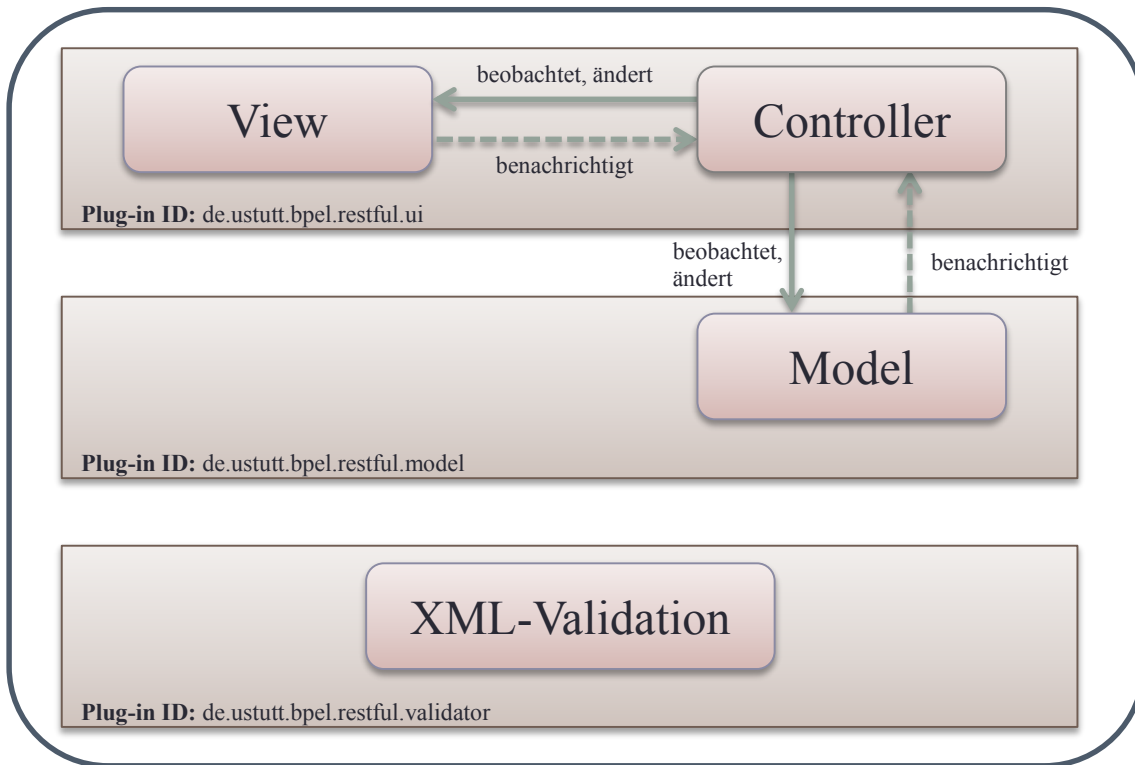 beobachtet, ändert
View
Controller
benachrichtigt
Plug-in ID: de.ustutt.bpel.restful.ui
beobachtet,
ändert
benachrichtigt
Model
Plug-in ID: de.ustutt.bpel.restful.model
XML-Validation
Plug-in ID: de.ustutt.bpel.restful.validator